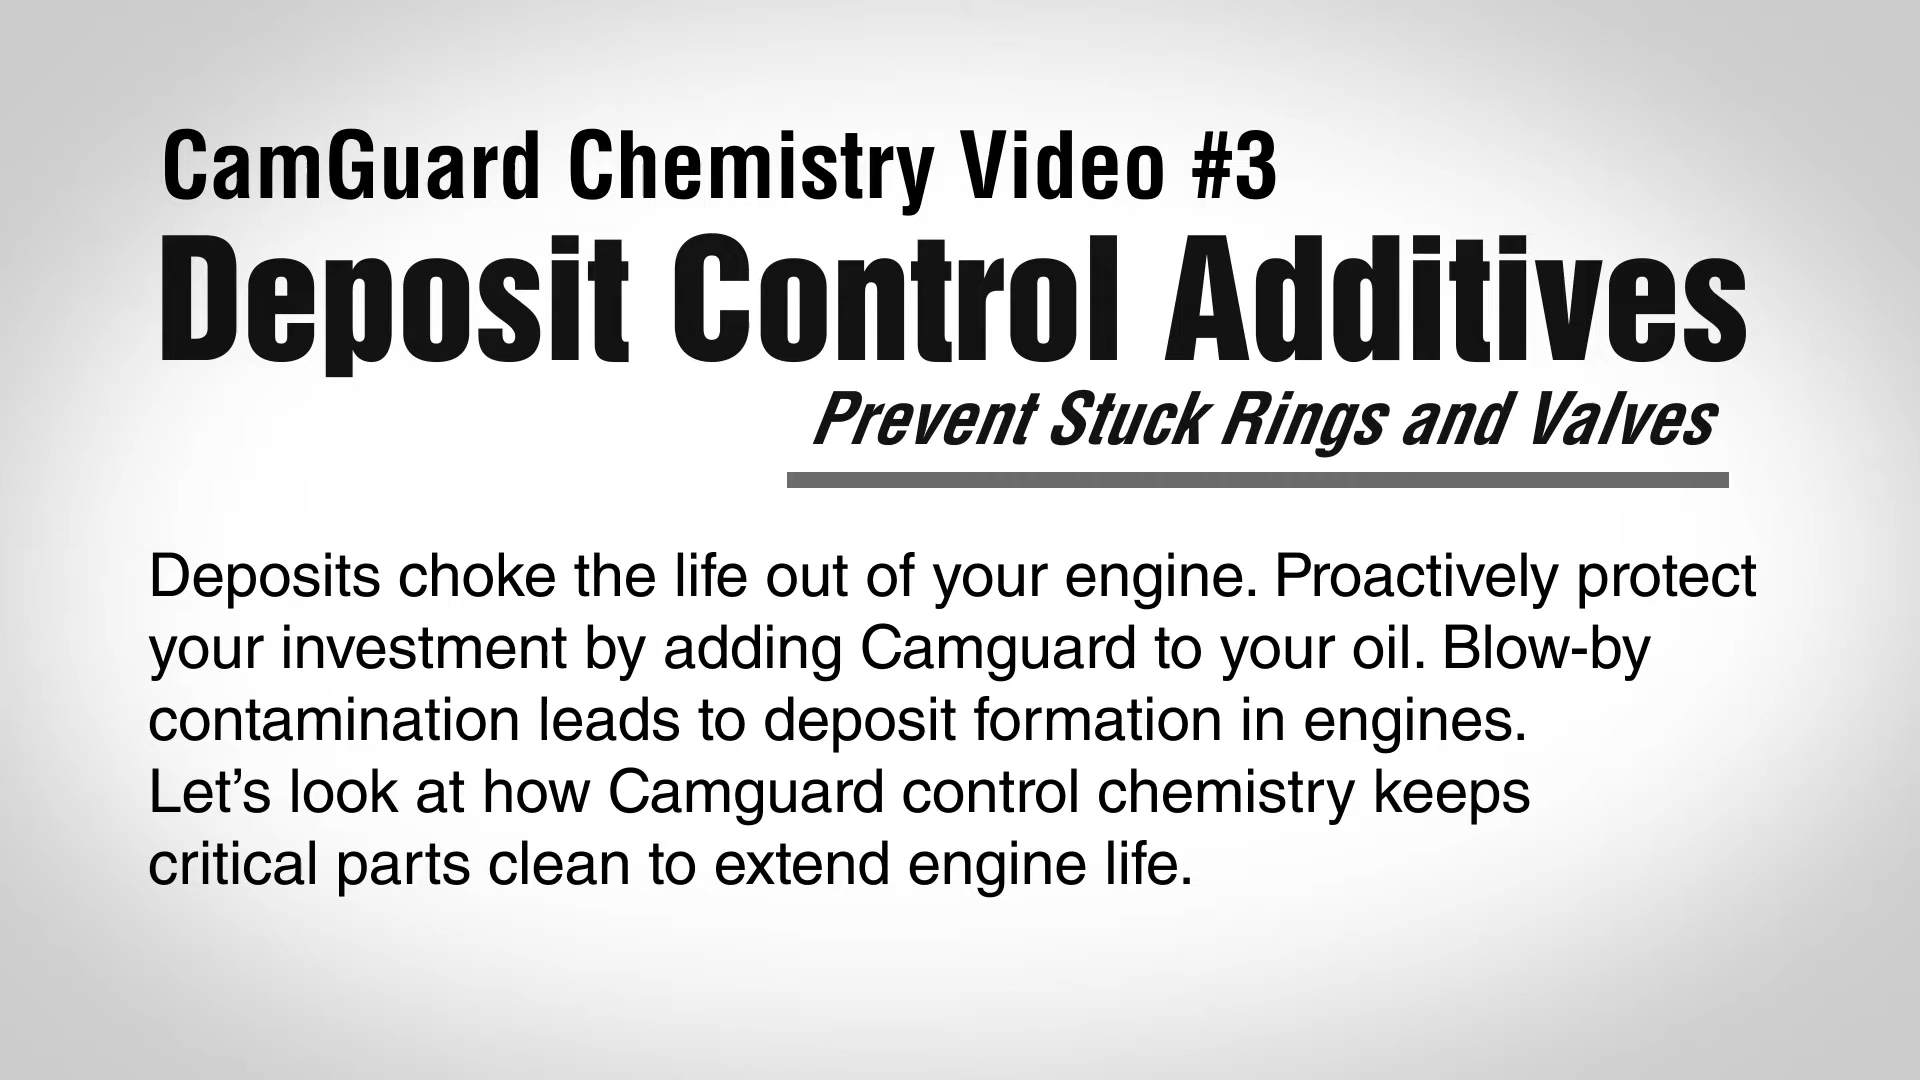 CamGuard Chemistry Video #3
Deposit Control Additives
Prevent Stuck Rings and Valves
Deposits choke the life out of your engine. Proactively protect
your investment by adding Camguard to your oil. Blow-by
contamination leads to deposit formation in engines.
Let’s look at how Camguard control chemistry keeps
critical parts clean to extend engine life.